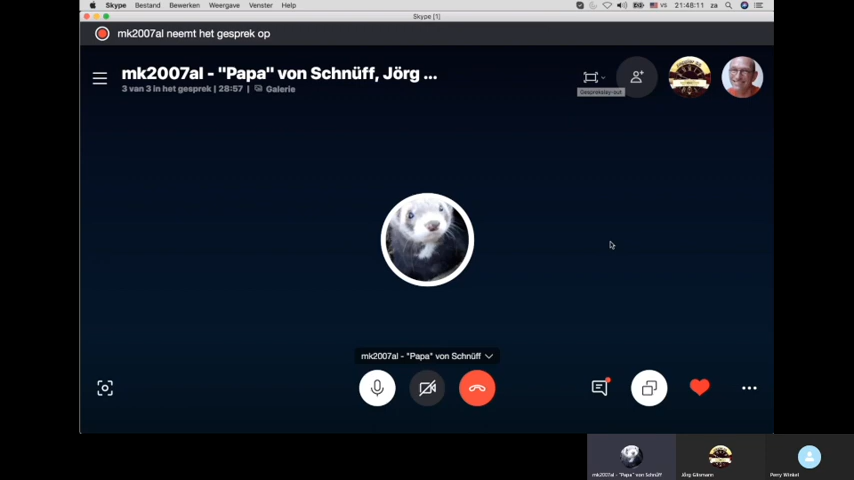 Skype Bestand Bewerken Weergave Venster Help
VS 21:48:11 za
Skype [1]
mk2007al neemt het gesprek op
mk2007al - "Papa" von Schnüff, Jörg ...
3 van 3 in het gesprek | 28:57 | Galerie
Gesprekslay-out
mk2007al - "Papa" von Schnüff
mk2007al - "Papa" von Schnüff
Perry Winkel